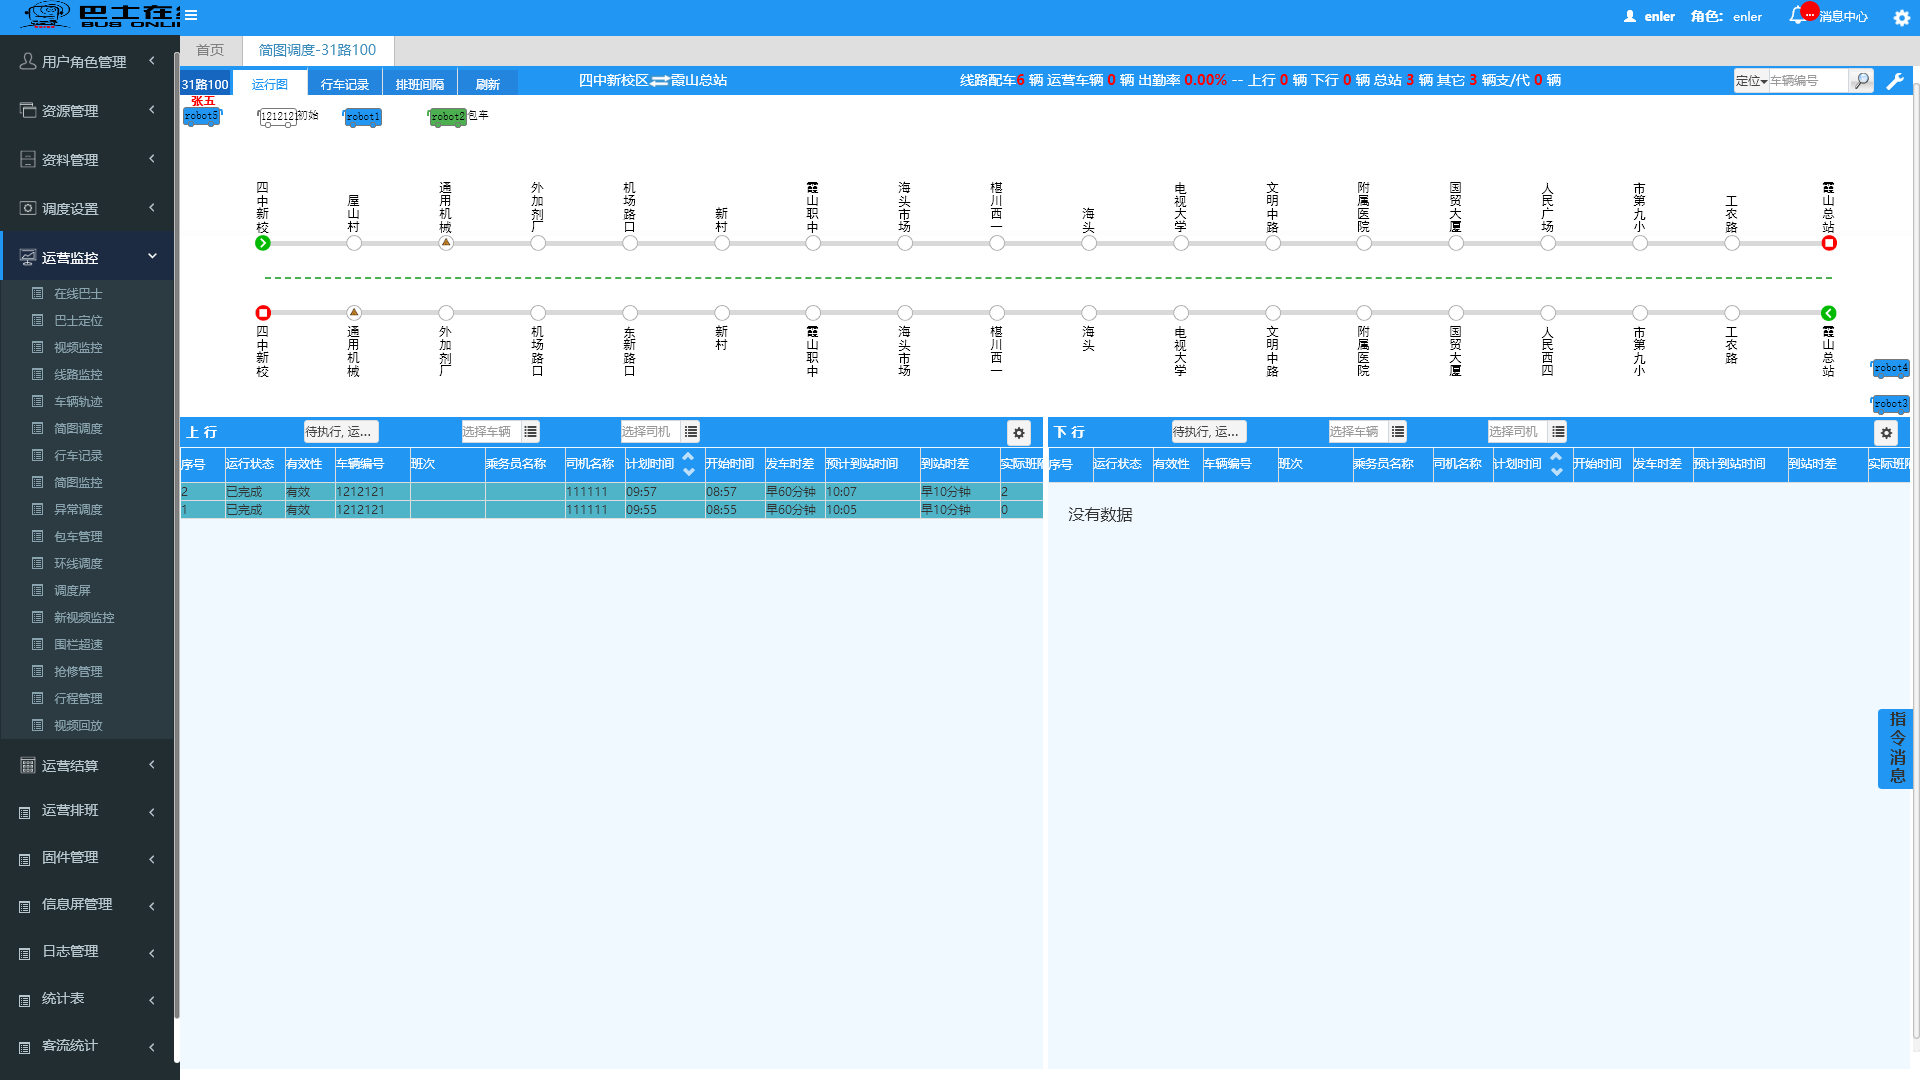 巴士在线
BUS ONLI
enler 角色: enler 消息中心
用户角色管理
资源管理
资料管理
调度设置
运营监控
在线巴士
巴士定位
视频监控
线路监控
车辆轨迹
简图调度
行车记录
简图监控
异常调度
包车管理
环线调度
调度屏
新视频监控
围栏超速
抢修管理
行程管理
视频回放
运营结算
运营排班
固件管理
信息屏管理
日志管理
统计表
客流统计
首页 简图调度-31路100
31路100 运行图 行车记录 排班间隔 刷新 四中新校区⇄霞山总站 线路配车6 辆 运营车辆 0 辆 出勤率 0.00% -- 上行 0 辆 下行 0 辆 总站 3 辆 其它 3 辆支/代 0 辆 定位 车辆编号
张五
robot5 1212121 初始 robot1 robot2 包车
四中新校 屋山村 通用机械 外加剂厂 机场路口 新村 霞山职中 海头市场 椹川西一 海头 电视大学 文明中路 附属医院 国贸大厦 人民广场 市第九小 工农路 霞山总站
四中新校 通用机械 外加剂厂 机场路口 东新路口 新村 霞山职中 海头市场 椹川西一 海头 电视大学 文明中路 附属医院 国贸大厦 人民西四 市第九小 工农路 霞山总站
robot4
robot3
上行 待执行, 运... 选择车辆 选择司机
序号 运行状态 有效性 车辆编号 班次 乘务员名称 司机名称 计划时间 开始时间 发车时差 预计到站时间 到站时差 实际班
2 已完成 有效 1212121 111111 09:57 08:57 早60分钟 10:07 早10分钟 2
1 已完成 有效 1212121 111111 09:55 08:55 早60分钟 10:05 早10分钟 0
下行 待执行, 运... 选择车辆 选择司机
序号 运行状态 有效性 车辆编号 班次 乘务员名称 司机名称 计划时间 开始时间 发车时差 预计到站时间 到站时差 实际班
没有数据
指令消息